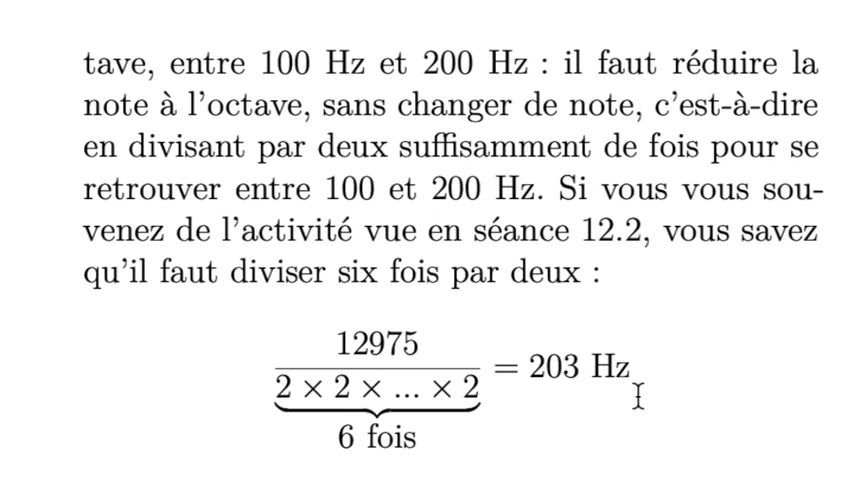 tave, entre 100 Hz et 200 Hz : il faut réduire la
note à l'octave, sans changer de note, c'est-à-dire
en divisant par deux suffisamment de fois pour se
retrouver entre 100 et 200 Hz. Si vous vous sou-
venez de l'activité vue en séance 12.2, vous savez
qu'il faut diviser six fois par deux :
12975
2 × 2 × ... × 2
= 203 Hz
6 fois